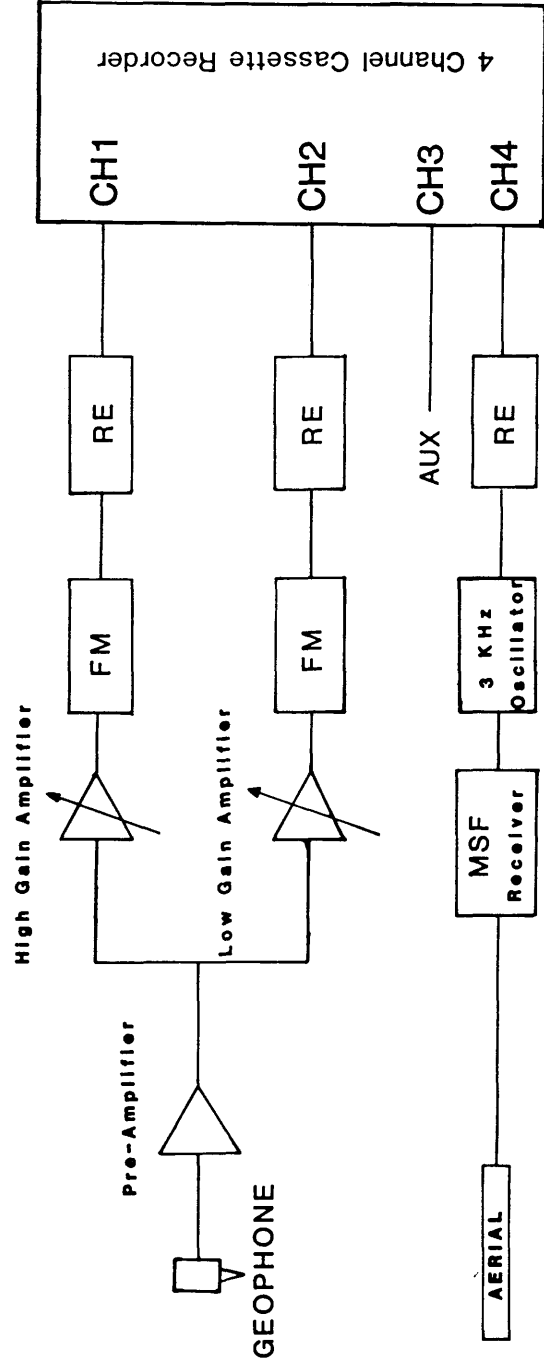 High Gain Amplifier
FM
RE
CH1
4 Channel Cassette Recorder
Pre-Amplifier
Low Gain Amplifier
FM
RE
CH2
GEOPHONE
AUX
CH3
AERIAL
MSF
Receiver
3 KHz
Oscillator
RE
CH4